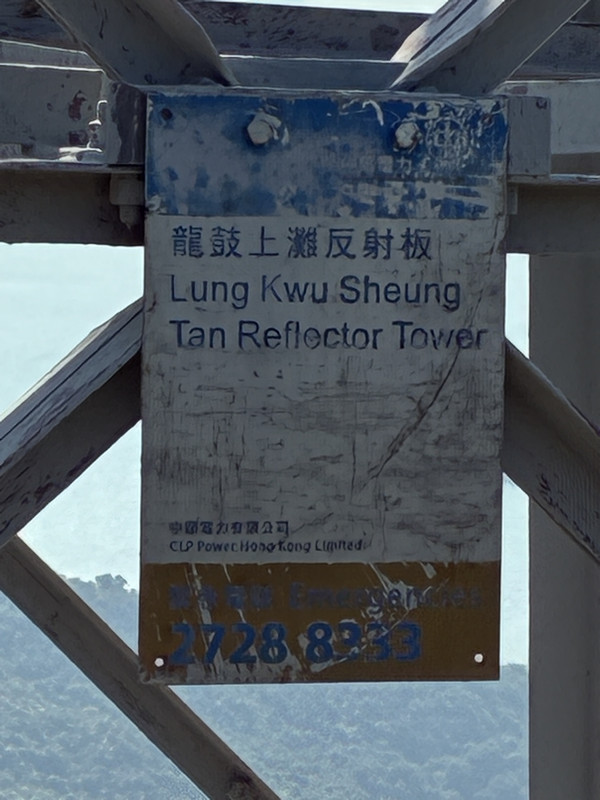 龍鼓上灘反射板
Lung Kwu Sheung
Tan Reflector Tower
中華電力有限公司
CLP Power Hong Kong Limited
Emergencies
2728 8333